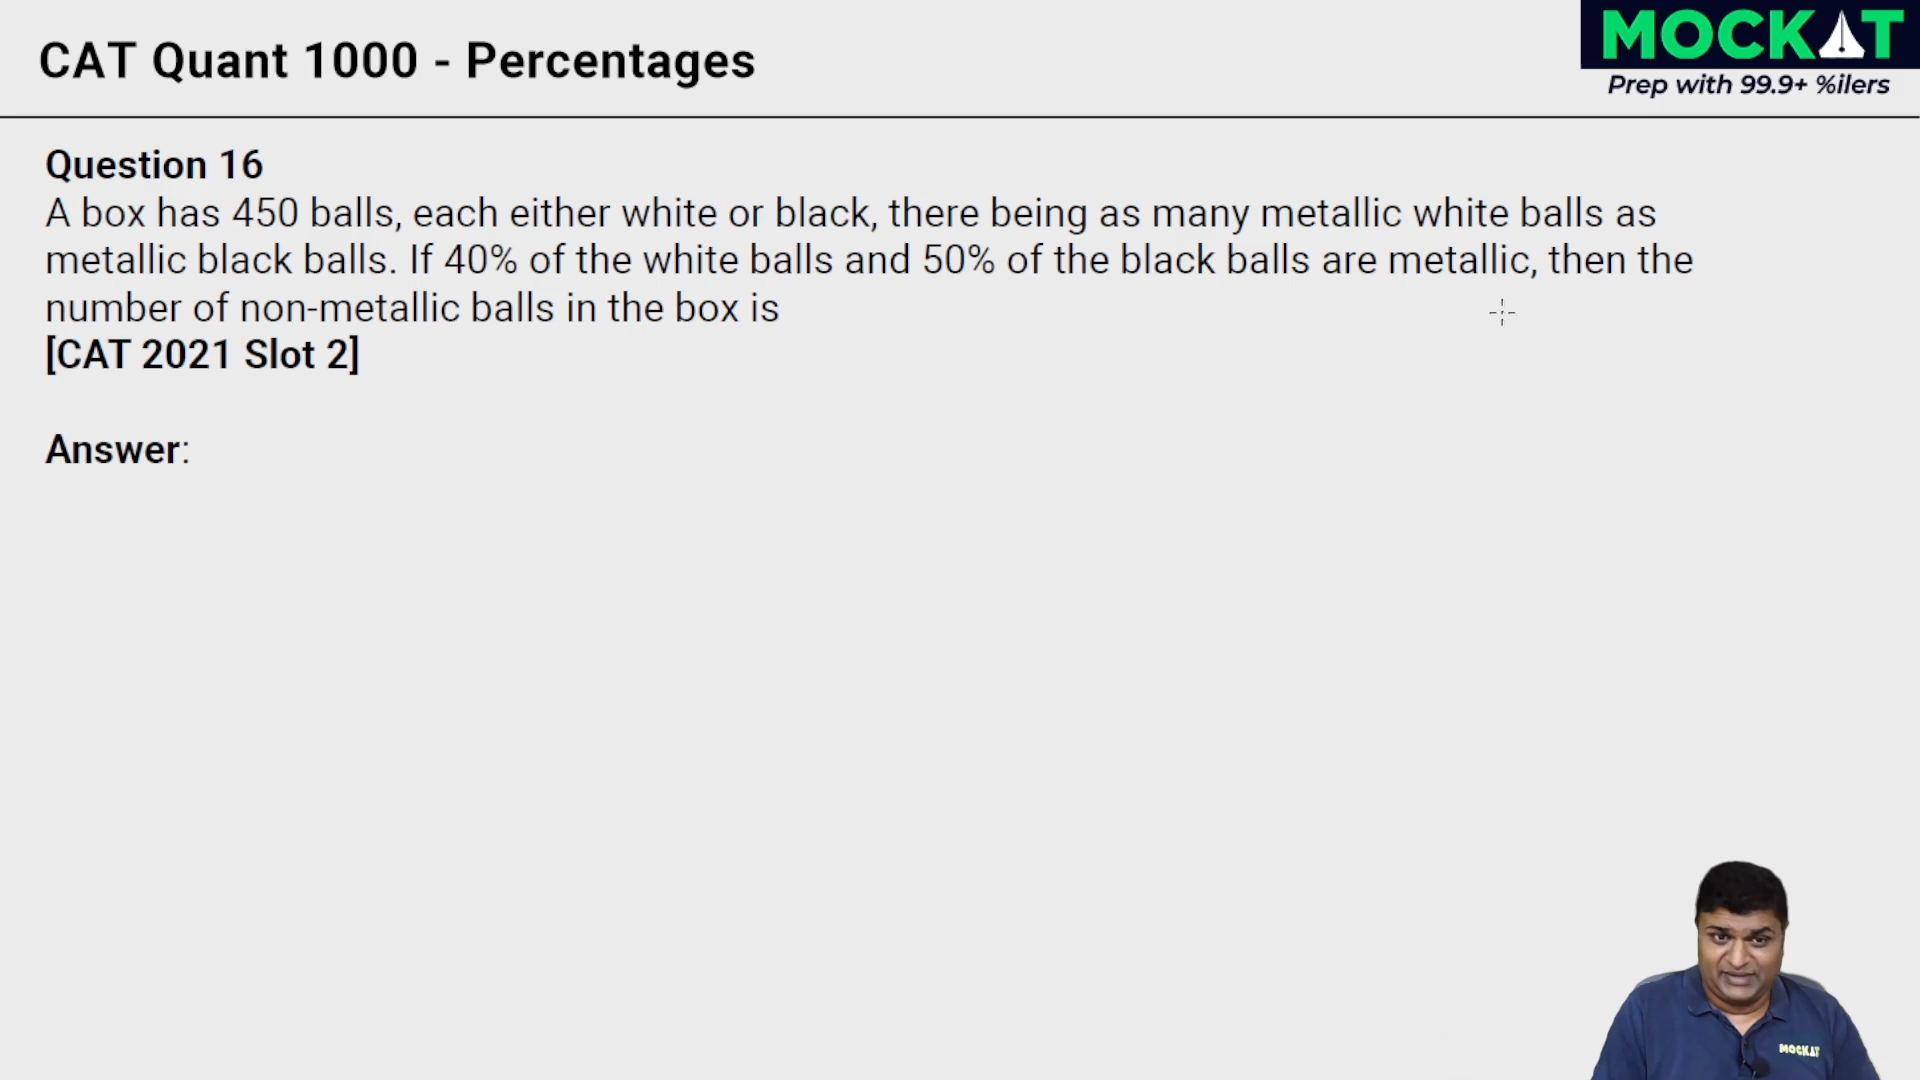 CAT Quant 1000 - Percentages
MOCKAT
Prep with 99.9+ %ilers
Question 16
A box has 450 balls, each either white or black, there being as many metallic white balls as
metallic black balls. If 40% of the white balls and 50% of the black balls are metallic, then the
number of non-metallic balls in the box is
[CAT 2021 Slot 2]
Answer:
MOCKAT